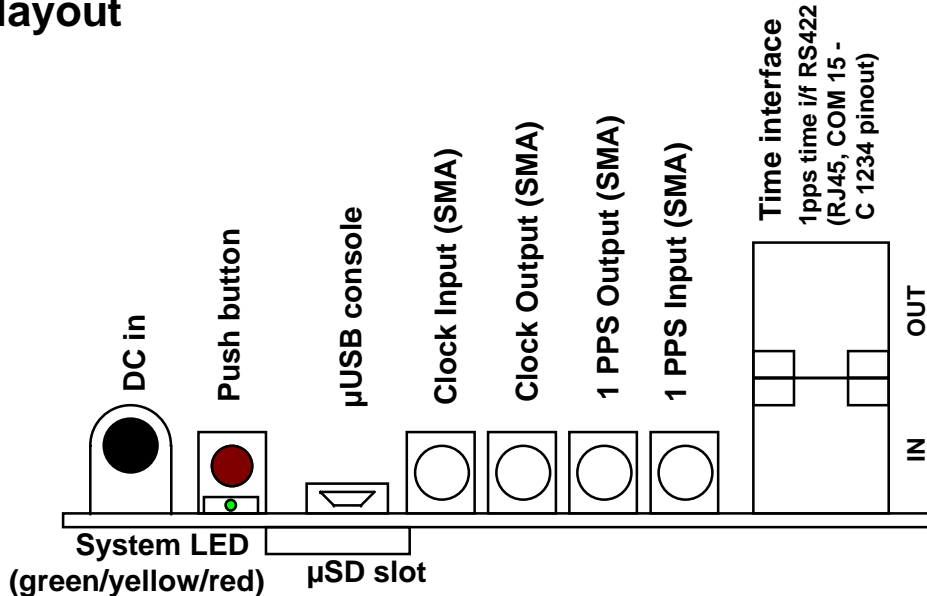 layout
DC in
Push button
µUSB console
Clock Input (SMA)
Clock Output (SMA)
1 PPS Output (SMA)
1 PPS Input (SMA)
Time interface
1pps time i/f RS422
(RJ45, COM 15 -
C 1234 pinout)
OUT
IN
System LED
(green/yellow/red)
µSD slot